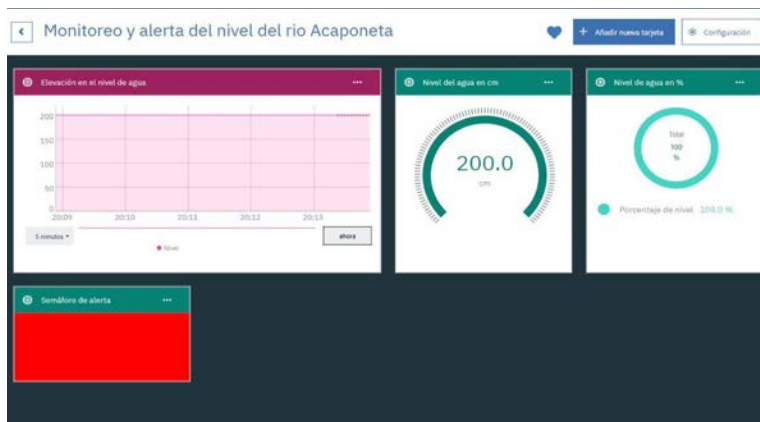 Monitoreo y alerta del nivel del rio Acaponeta
+ Añadir nueva tarjeta
Configuración
Elevación en el nivel de agua
200
150
100
50
0
20:09 20:10 20:11 20:12 20:13
5 minutos
ahora
Nivel
Nivel del agua en cm
200.0
cm
Nivel de agua en %
Total
100
%
Porcentaje de nivel 100.0 %
Semáforo de alerta